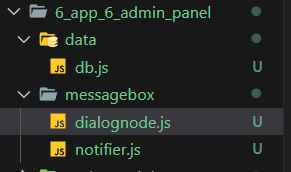 6_app_6_admin_panel
data
JS db.js U
messagebox
JS dialognode.js U
JS notifier.js U